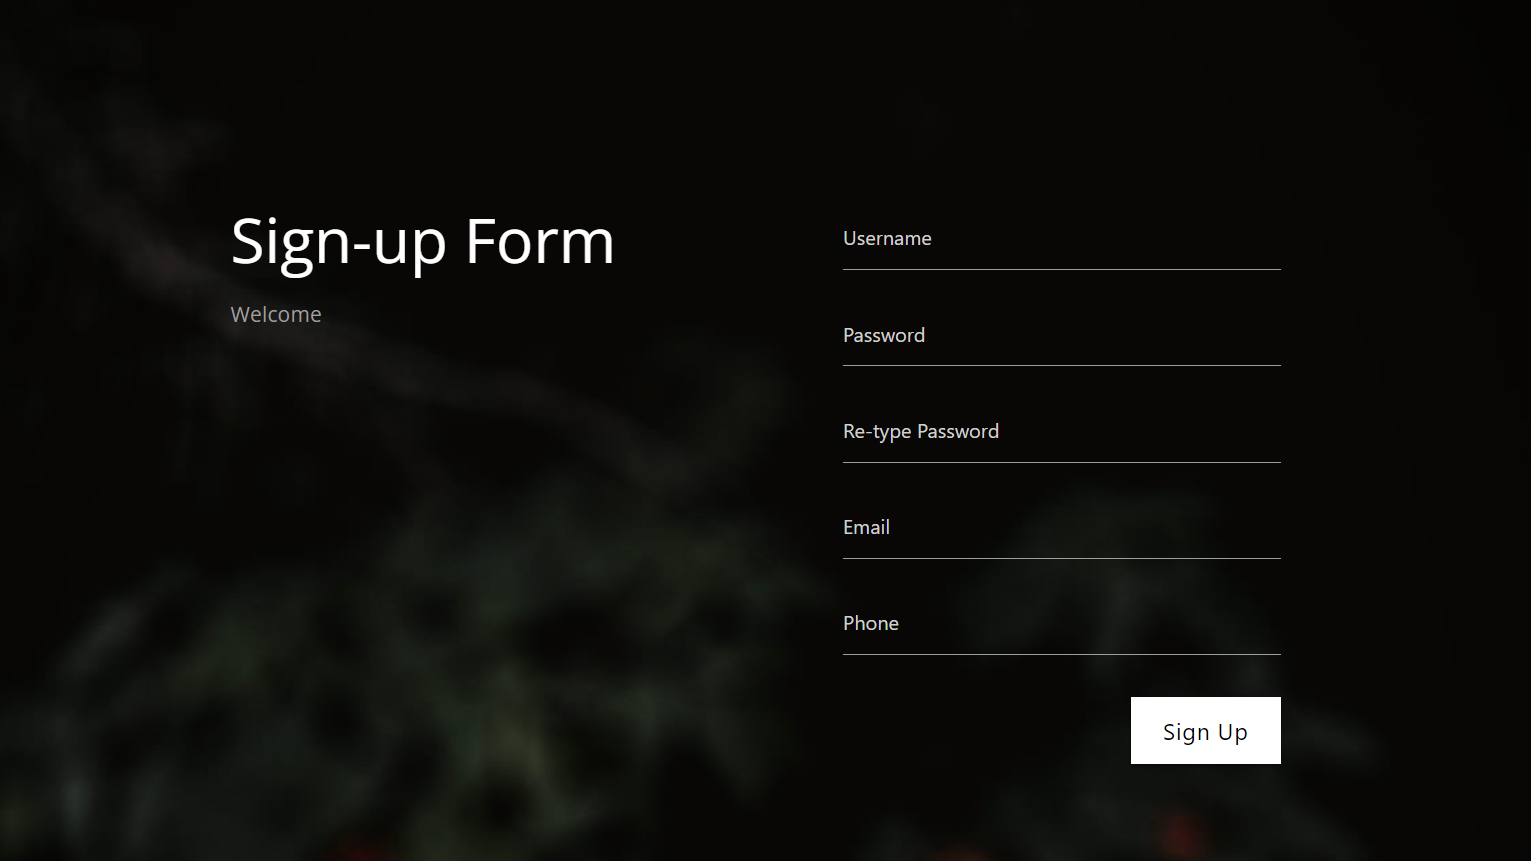 Sign-up Form
Welcome
Username
Password
Re-type Password
Email
Phone
Sign Up